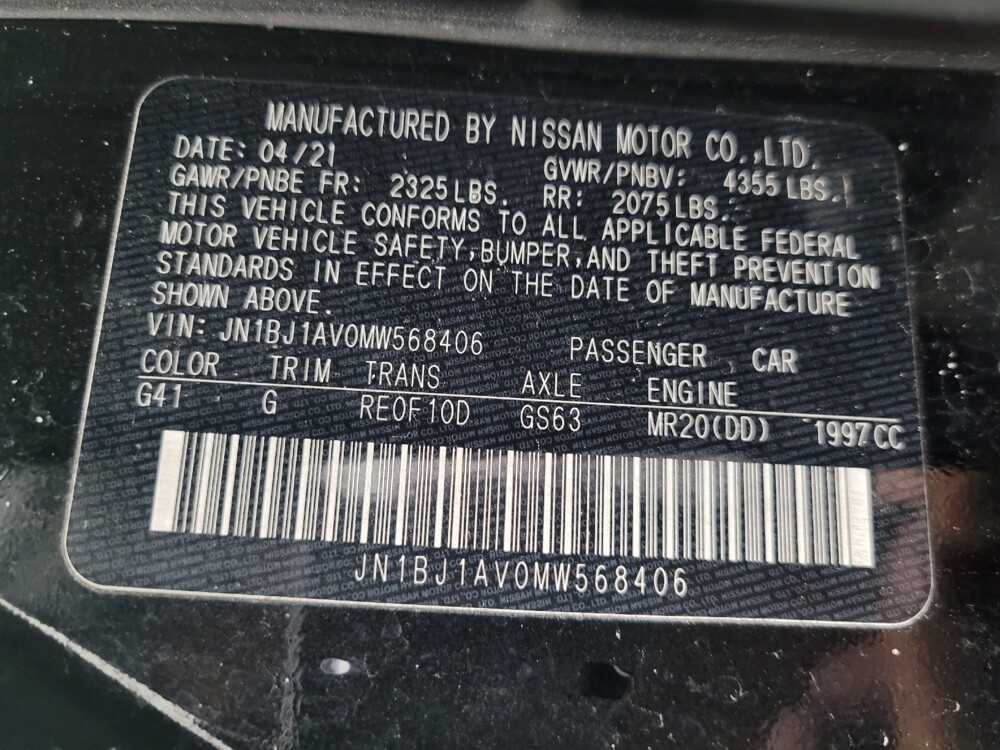 MANUFACTURED BY NISSAN MOTOR CO.,LTD.
DATE: 04/21 GVWR/PNBV: 4355 LBS.
GAWR/PNBE FR: 2325 LBS. RR: 2075 LBS.
THIS VEHICLE CONFORMS TO ALL APPLICABLE FEDERAL
MOTOR VEHICLE SAFETY,BUMPER,AND THEFT PREVENTION
STANDARDS IN EFFECT ON THE DATE OF MANUFACTURE
SHOWN ABOVE.
VIN: JN1BJ1AV0MW568406 PASSENGER CAR
COLOR TRIM TRANS AXLE ENGINE
G41 G RE0F10D GS63 MR20(DD) 1997CC
JN1BJ1AV0MW568406